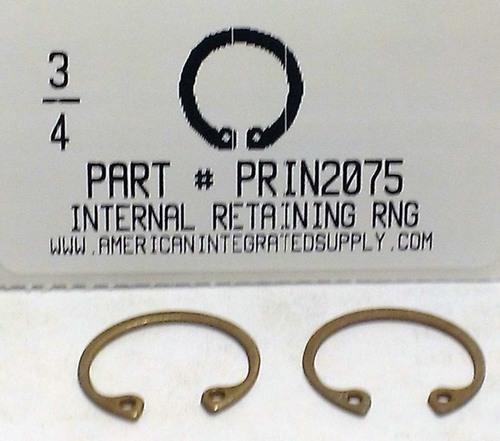 3
4
PART # PRIN2075
INTERNAL RETAINING RNG
WWW.AMERICANINTEGRATEDSUPPLY.COM